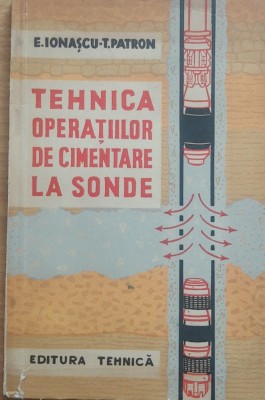 E.IONAȘCU-T.PATRON
TEHNICA
OPERAȚIILOR
DE CIMENTARE
LA SONDE
EDITURA TEHNICĂ